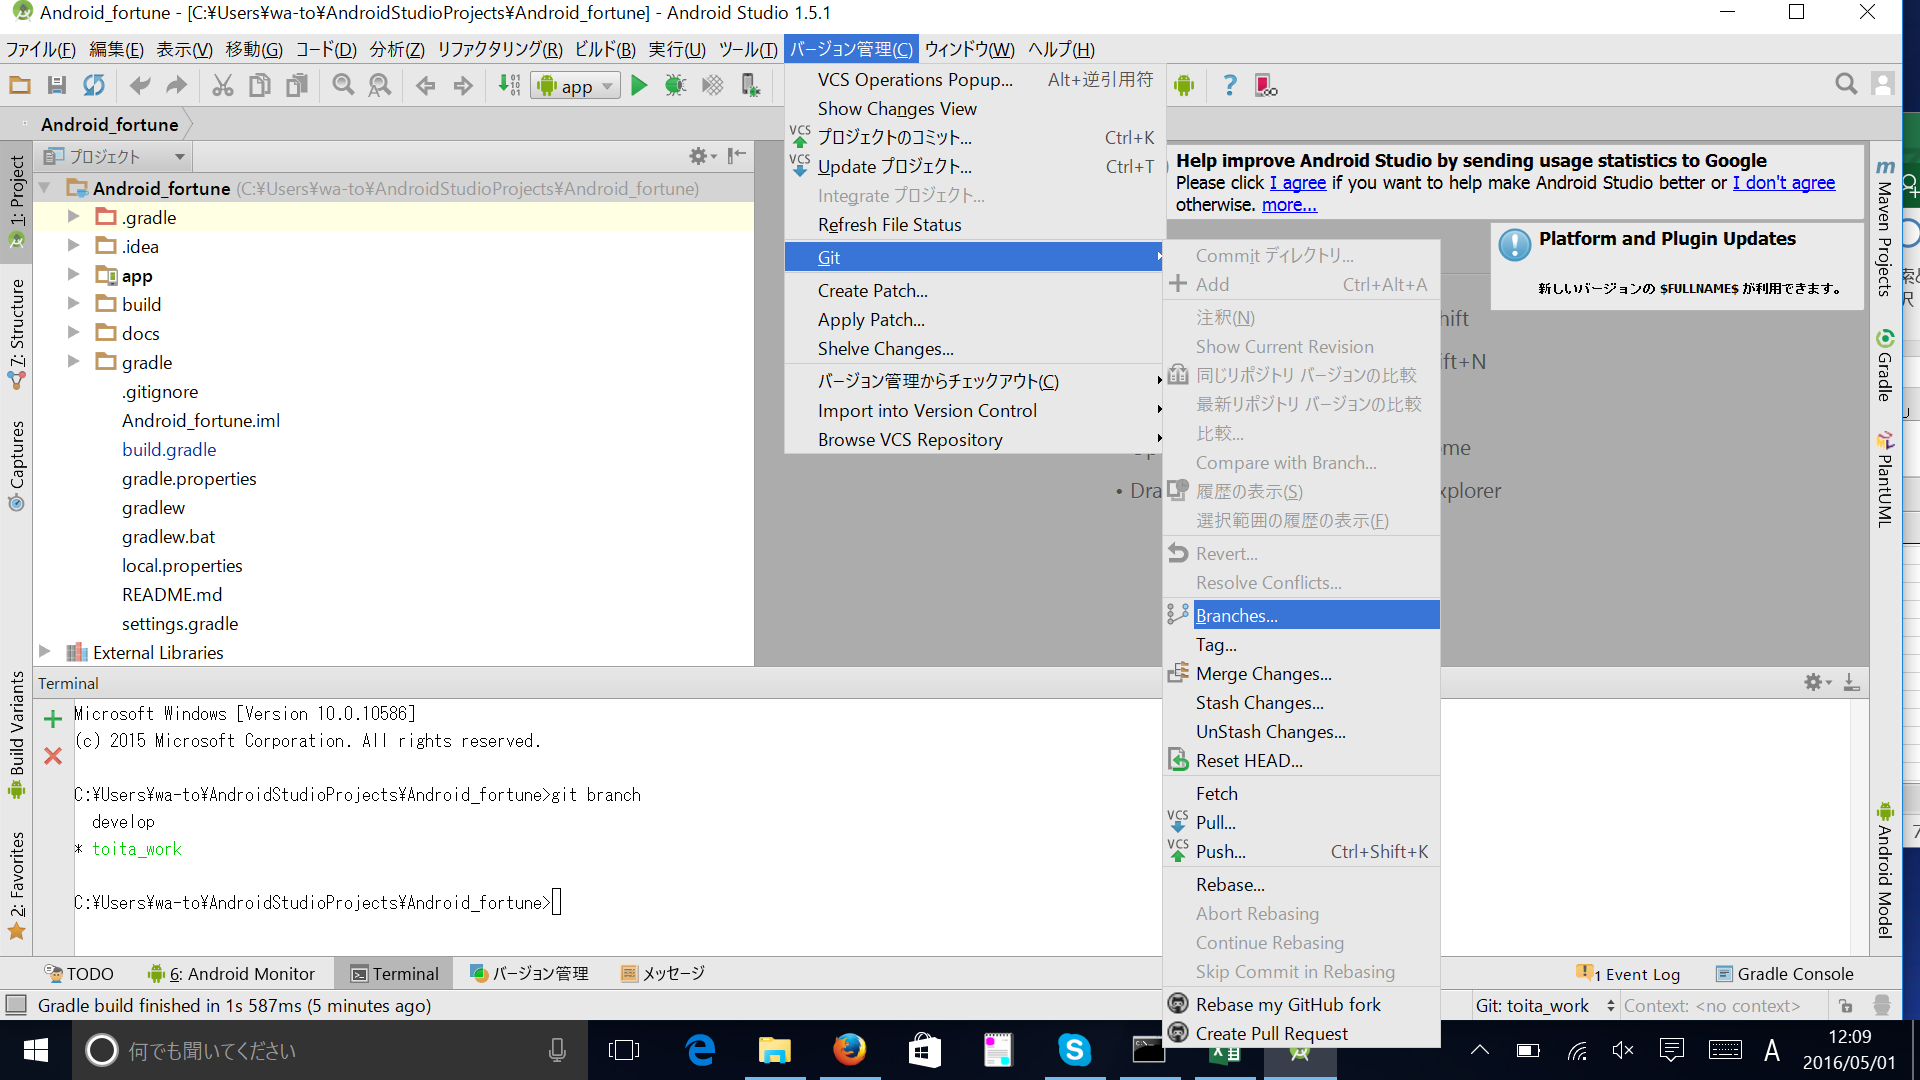 Android_fortune - [C:¥Users¥wa-to¥AndroidStudioProjects¥Android_fortune] - Android Studio 1.5.1
ファイル(F) 編集(E) 表示(V) 移動(G) コード(D) 分析(Z) リファクタリング(R) ビルド(B) 実行(U) ツール(T) バージョン管理(C) ウィンドウ(W) ヘルプ(H)
app
Android_fortune
プロジェクト
Android_fortune (C:¥Users¥wa-to¥AndroidStudioProjects¥Android_fortune)
.gradle
.idea
app
build
docs
gradle
.gitignore
Android_fortune.iml
build.gradle
gradle.properties
gradlew
gradlew.bat
local.properties
README.md
settings.gradle
External Libraries
1: Project
7: Structure
Captures
Build Variants
2: Favorites
VCS Operations Popup... Alt+逆引用符
Show Changes View
VCS プロジェクトのコミット... Ctrl+K
VCS Update プロジェクト... Ctrl+T
Integrate プロジェクト...
Refresh File Status
Git
Create Patch...
Apply Patch...
Shelve Changes...
バージョン管理からチェックアウト(C)
Import into Version Control
Browse VCS Repository
Commit ディレクトリ...
Add Ctrl+Alt+A
注釈(N)
Show Current Revision
同じリポジトリ バージョンの比較
最新リポジトリ バージョンの比較
比較...
Compare with Branch...
履歴の表示(S)
選択範囲の履歴の表示(F)
Revert...
Resolve Conflicts...
Branches...
Tag...
Merge Changes...
Stash Changes...
UnStash Changes...
Reset HEAD...
Fetch
VCS Pull...
VCS Push... Ctrl+Shift+K
Rebase...
Abort Rebasing
Continue Rebasing
Skip Commit in Rebasing
Rebase my GitHub fork
Create Pull Request
Help improve Android Studio by sending usage statistics to Google
Please click I agree if you want to help make Android Studio better or I don't agree
otherwise. more...
Platform and Plugin Updates
新しいバージョンの $FULLNAME$ が利用できます。
• Dra
xplorer
Maven Projects
Gradle
PlantUML
Android Model
Terminal
Microsoft Windows [Version 10.0.10586]
(c) 2015 Microsoft Corporation. All rights reserved.
C:¥Users¥wa-to¥AndroidStudioProjects¥Android_fortune>git branch
develop
* toita_work
C:¥Users¥wa-to¥AndroidStudioProjects¥Android_fortune>
TODO 6: Android Monitor Terminal バージョン管理 メッセージ 1 Event Log Gradle Console
Gradle build finished in 1s 587ms (5 minutes ago) Git: toita_work Context: <no context>
何でも聞いてください
A
12:09
2016/05/01